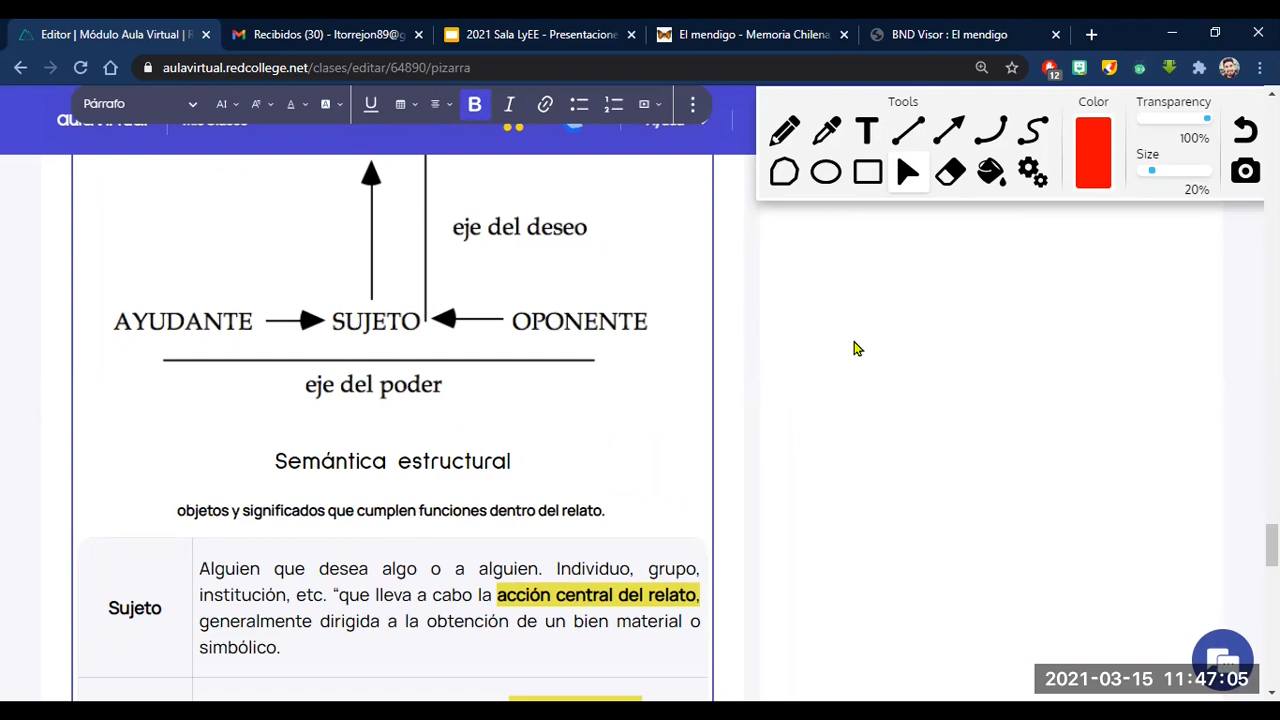 Editor | Módulo Aula Virtual | R
Recibidos (30) - ltorrejon89@g
2021 Sala LyEE - Presentacione
El mendigo - Memoria Chilena
BND Visor : El mendigo
aulavirtual.redcollege.net/clases/editar/64890/pizarra
12
Párrafo
AI
U
A
A
B
I
Tools
Color
Transparency
100%
Size
20%
T
eje del deseo
AYUDANTE
SUJETO
OPONENTE
eje del poder
Semántica estructural
objetos y significados que cumplen funciones dentro del relato.
Sujeto
Alguien que desea algo o a alguien. Individuo, grupo,
institución, etc. “que lleva a cabo la acción central del relato,
generalmente dirigida a la obtención de un bien material o
simbólico.
2021-03-15 11:47:05